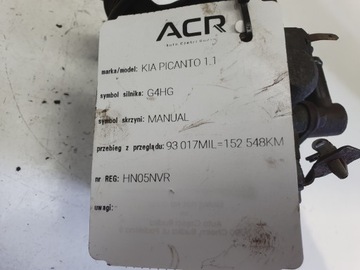 ACR
marka/model: KIA PICANTO 1.1
symbol silnika: G4HG
symbol skrzyni: MANUAL
przebieg z przeglądu: 93 017MIL=152 548KM
nr REG: HN05NVR
uwagi: